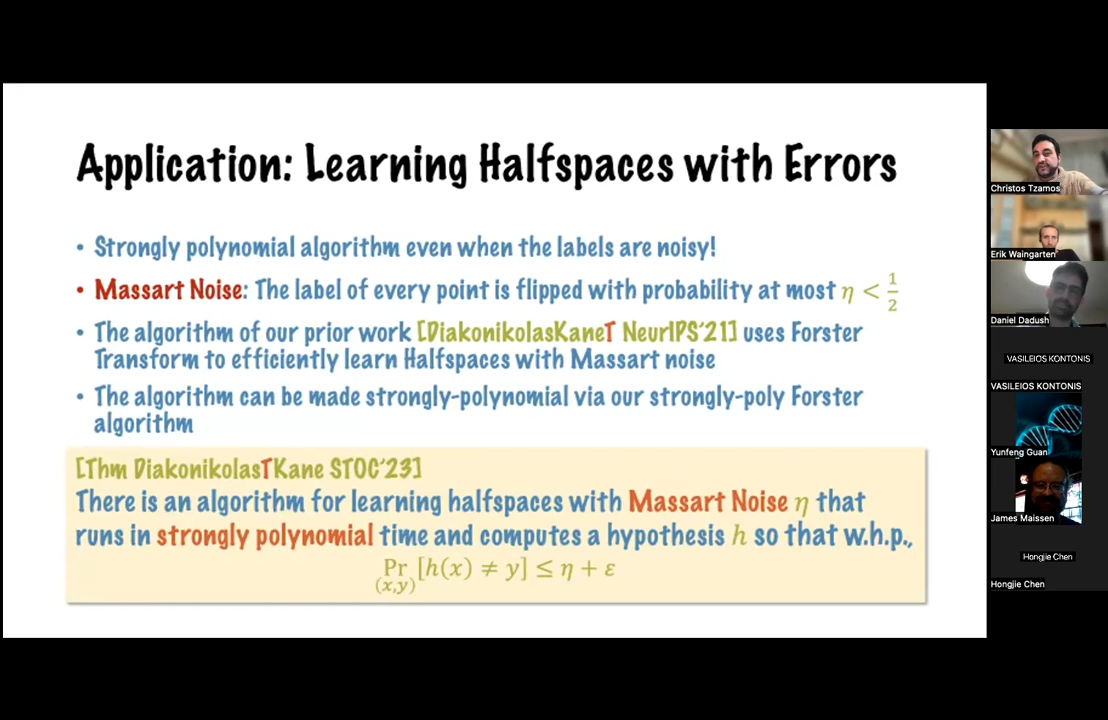 Application: Learning Halfspaces with Errors
• Strongly polynomial algorithm even when the labels are noisy!
• Massart Noise: The label of every point is flipped with probability at most η < 1/2
• The algorithm of our prior work [DiakonikolasKaneT NeurIPS'21] uses Forster
Transform to efficiently learn Halfspaces with Massart noise
• The algorithm can be made strongly-polynomial via our strongly-poly Forster
algorithm
[Thm DiakonikolasTKane STOC'23]
There is an algorithm for learning halfspaces with Massart Noise η that
runs in strongly polynomial time and computes a hypothesis h so that w.h.p.,
Pr(x,y) [h(x) ≠ y] ≤ η + ε
Christos Tzamos
Erik Waingarten
Daniel Dadush
VASILEIOS KONTONIS
VASILEIOS KONTONIS
Yunfeng Guan
James Maissen
Hongjie Chen
Hongjie Chen